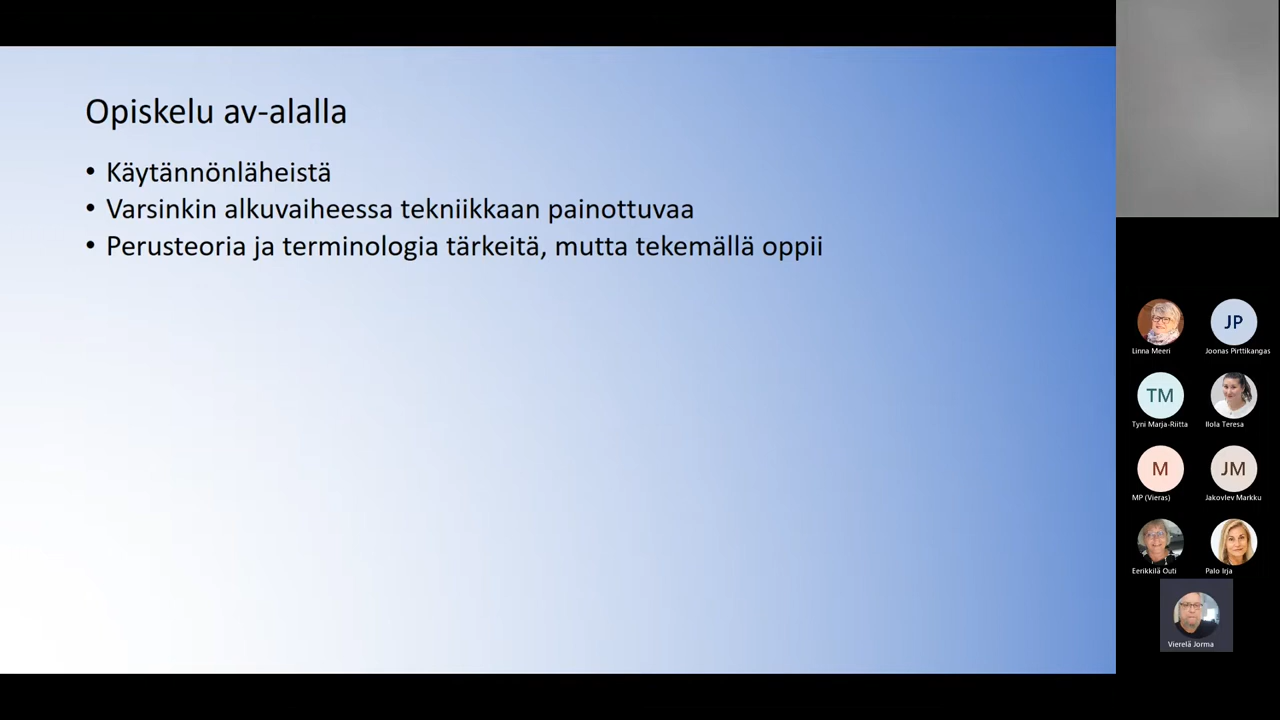 Opiskelu av-alalla
• Käytännönläheistä
• Varsinkin alkuvaiheessa tekniikkaan painottuvaa
• Perusteoria ja terminologia tärkeitä, mutta tekemällä oppii
JP
Linna Meeri
Joonas Pirttikangas
TM
Tyni Marja-Riitta
Ilola Teresa
M
JM
MP (Vieras)
Jakovlev Markku
Eerikkilä Outi
Palo Irja
Vierelä Jorma